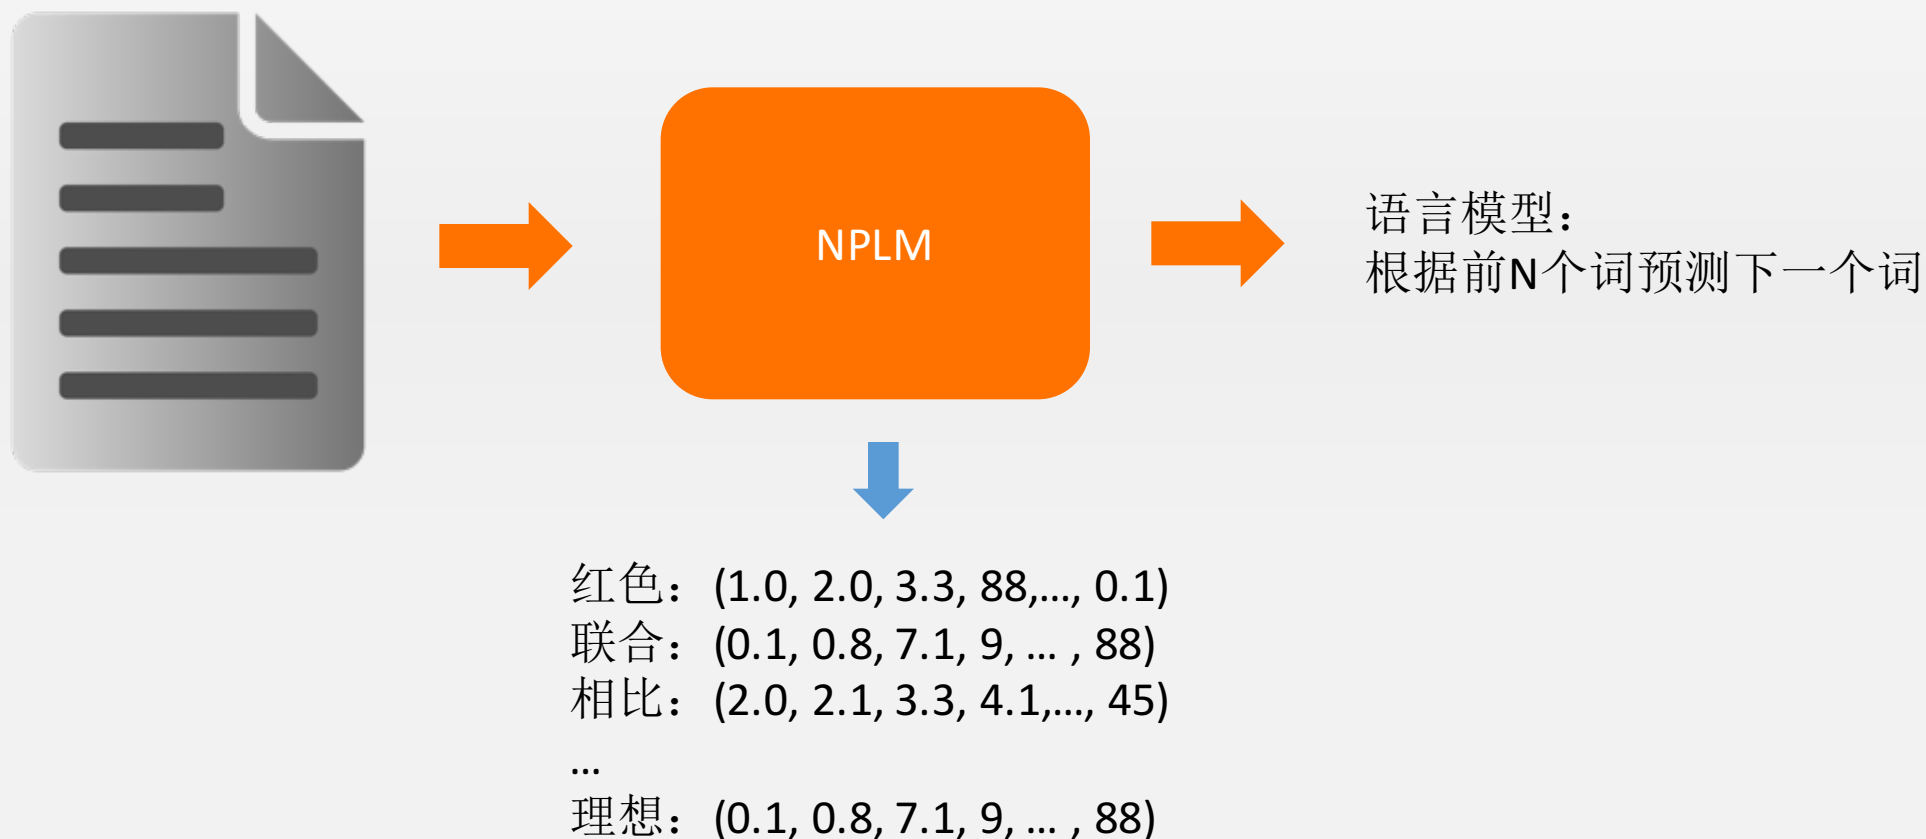 NPLM
语言模型：
根据前N个词预测下一个词
红色：(1.0, 2.0, 3.3, 88,…, 0.1)
联合：(0.1, 0.8, 7.1, 9, … , 88)
相比：(2.0, 2.1, 3.3, 4.1,…, 45)
…
理想：(0.1, 0.8, 7.1, 9, … , 88)